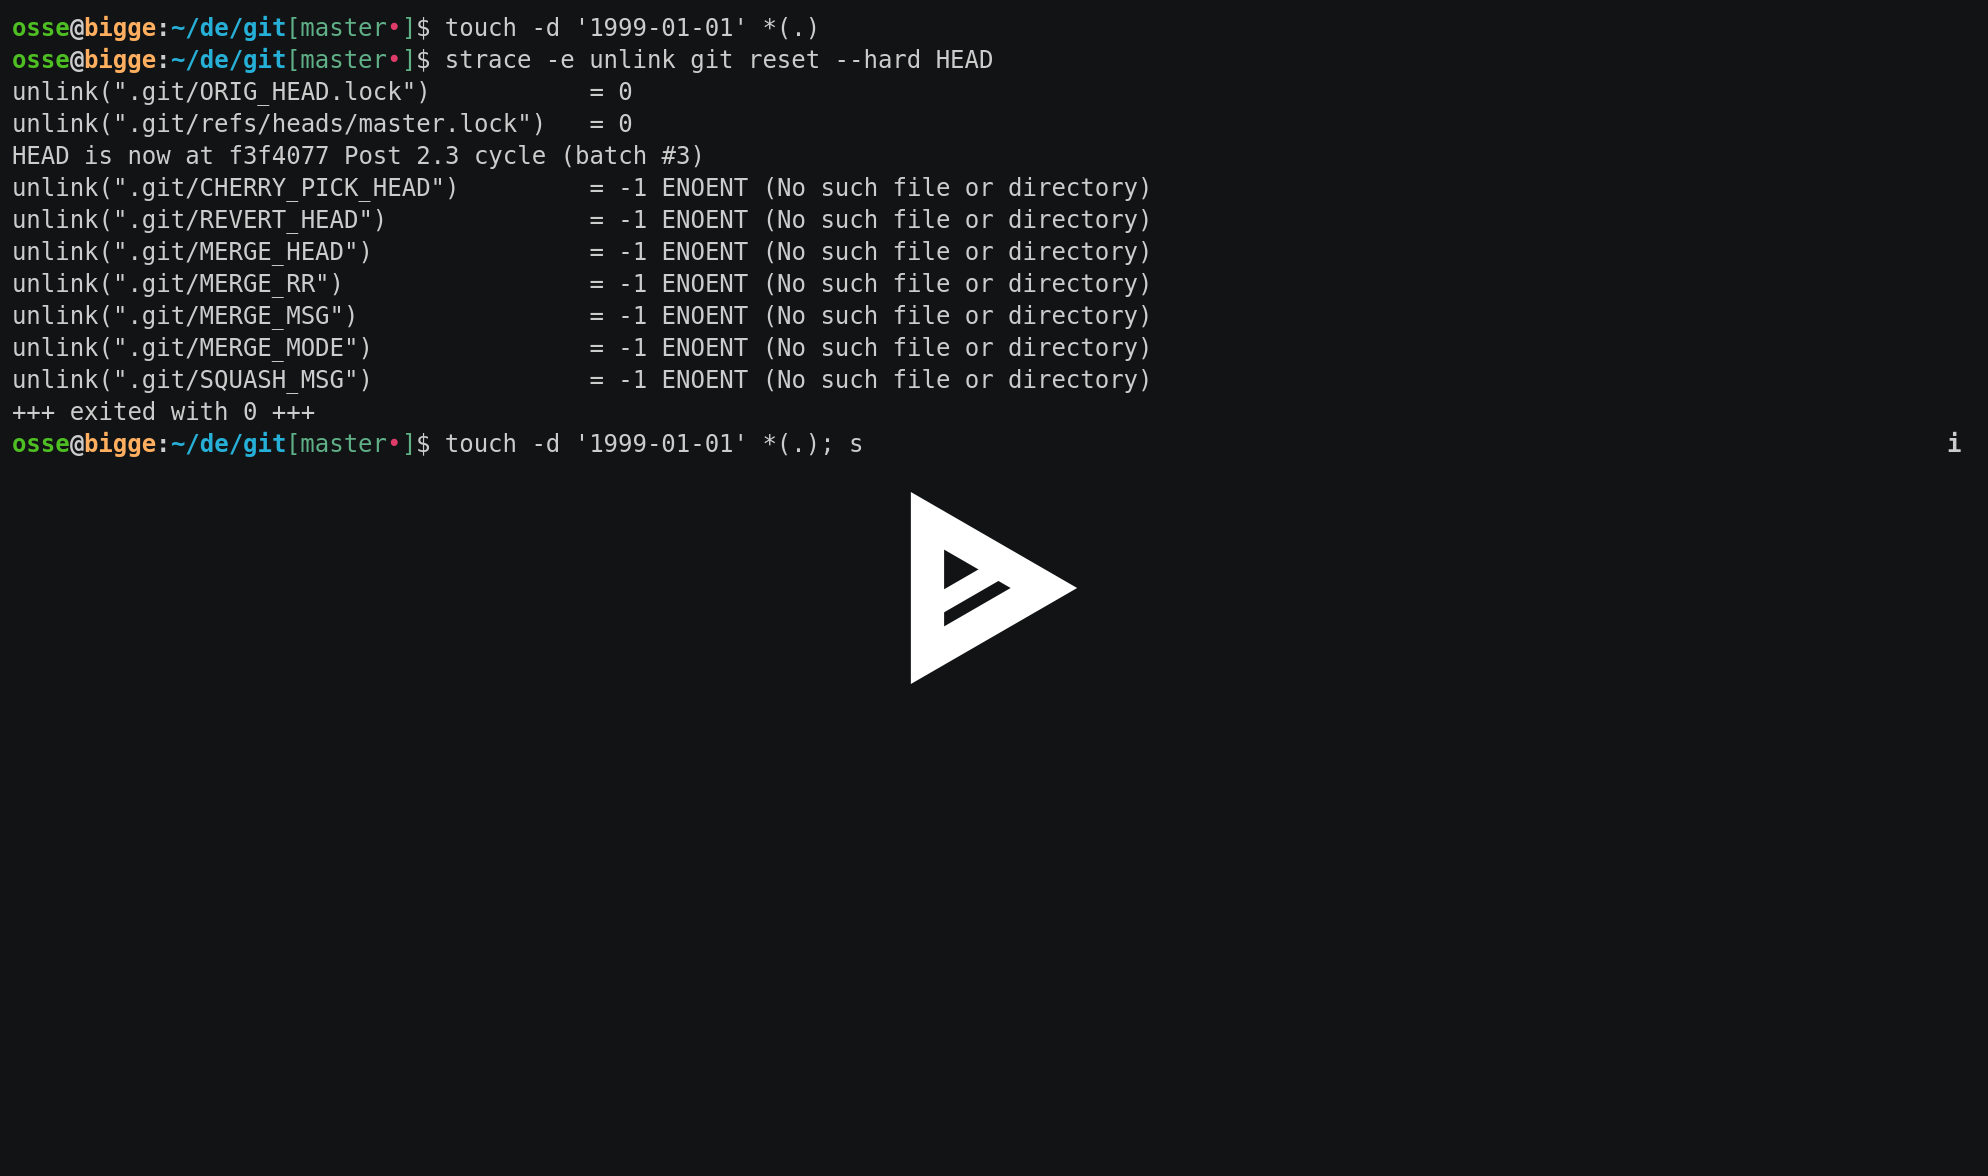 osse@bigge:~/de/git[master•]$ touch -d '1999-01-01' *(.)
osse@bigge:~/de/git[master•]$ strace -e unlink git reset --hard HEAD
unlink(".git/ORIG_HEAD.lock")           = 0
unlink(".git/refs/heads/master.lock")   = 0
HEAD is now at f3f4077 Post 2.3 cycle (batch #3)
unlink(".git/CHERRY_PICK_HEAD")         = -1 ENOENT (No such file or directory)
unlink(".git/REVERT_HEAD")              = -1 ENOENT (No such file or directory)
unlink(".git/MERGE_HEAD")               = -1 ENOENT (No such file or directory)
unlink(".git/MERGE_RR")                 = -1 ENOENT (No such file or directory)
unlink(".git/MERGE_MSG")                = -1 ENOENT (No such file or directory)
unlink(".git/MERGE_MODE")               = -1 ENOENT (No such file or directory)
unlink(".git/SQUASH_MSG")               = -1 ENOENT (No such file or directory)
+++ exited with 0 +++
osse@bigge:~/de/git[master•]$ touch -d '1999-01-01' *(.); s i